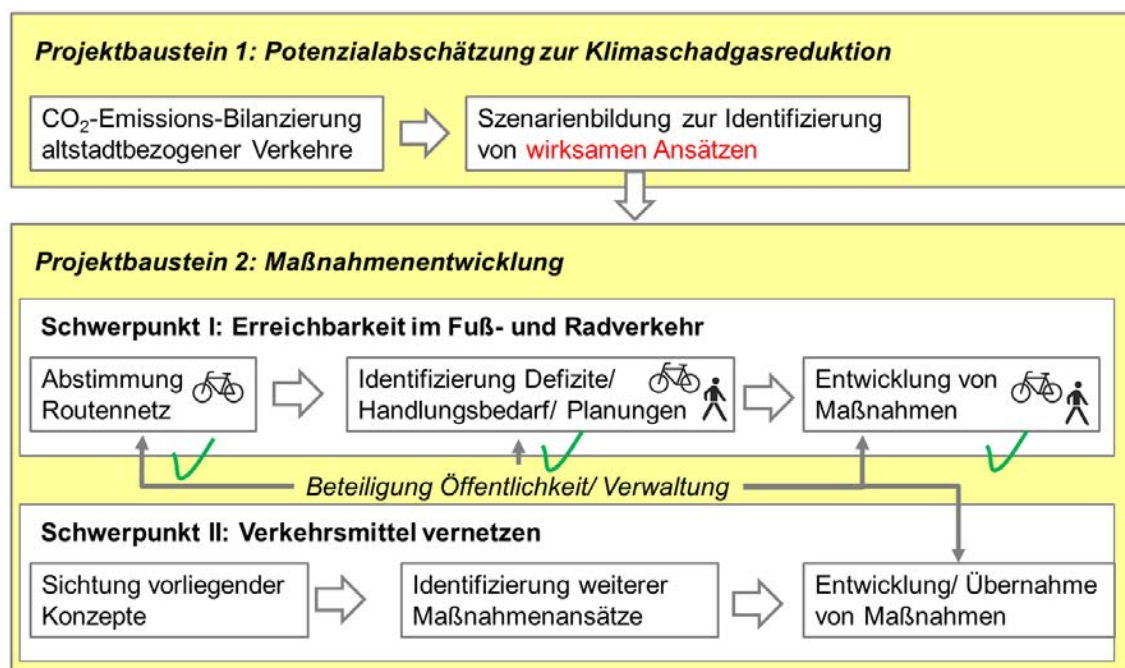 Projektbaustein 1: Potenzialabschätzung zur Klimaschadgasreduktion
CO₂-Emissions-Bilanzierung
altstadtbezogener Verkehre
Szenarienbildung zur Identifizierung
von wirksamen Ansätzen
Projektbaustein 2: Maßnahmenentwicklung
Schwerpunkt I: Erreichbarkeit im Fuß- und Radverkehr
Abstimmung
Routennetz
Identifizierung Defizite/
Handlungsbedarf/ Planungen
Entwicklung von
Maßnahmen
Beteiligung Öffentlichkeit/ Verwaltung
Schwerpunkt II: Verkehrsmittel vernetzen
Sichtung vorliegender
Konzepte
Identifizierung weiterer
Maßnahmenansätze
Entwicklung/ Übernahme
von Maßnahmen